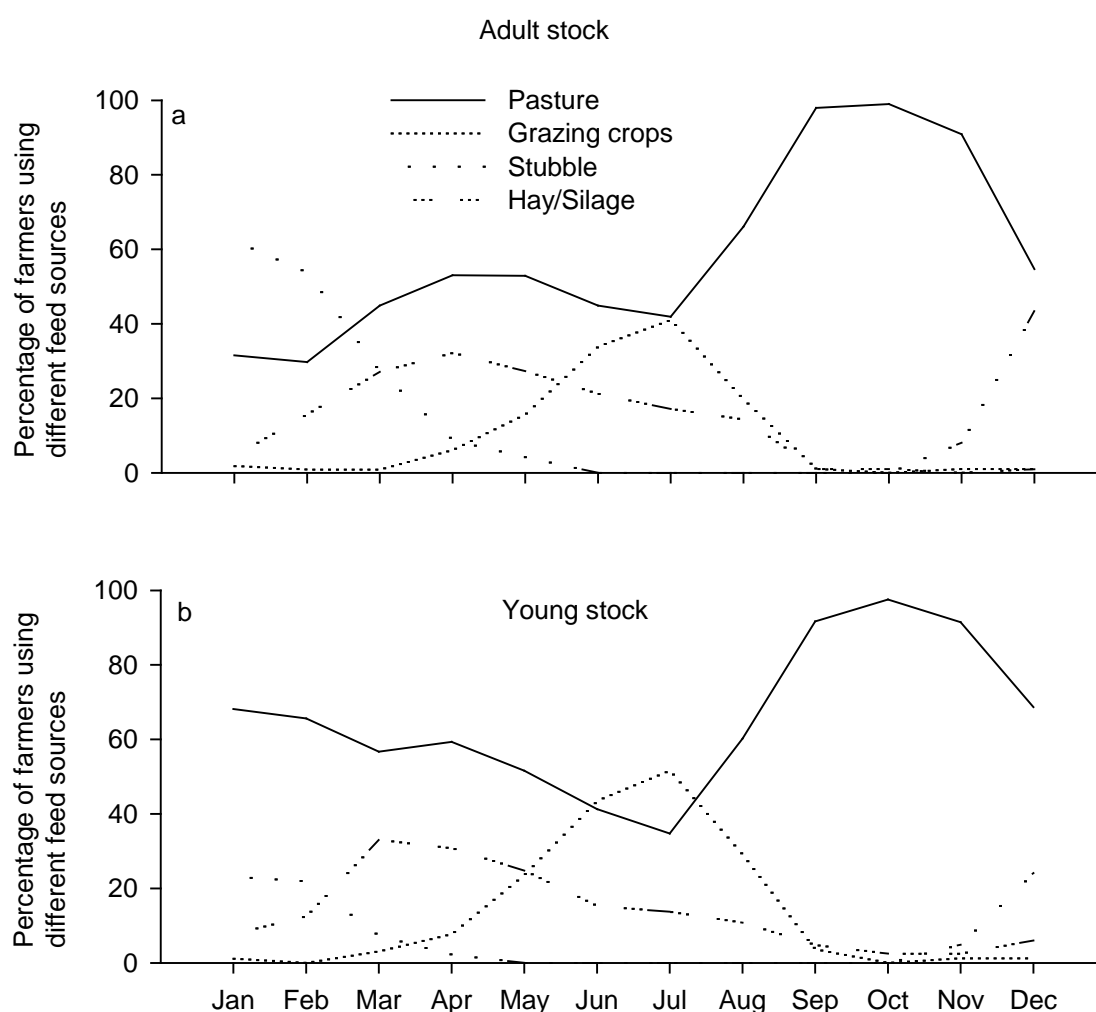 Adult stock
100
80
60
40
20
0
a
Pasture
Grazing crops
Stubble
Hay/Silage
Percentage of farmers using
different feed sources
100
80
60
40
20
0
b
Young stock
Percentage of farmers using
different feed sources
Jan Feb Mar Apr May Jun Jul Aug Sep Oct Nov Dec